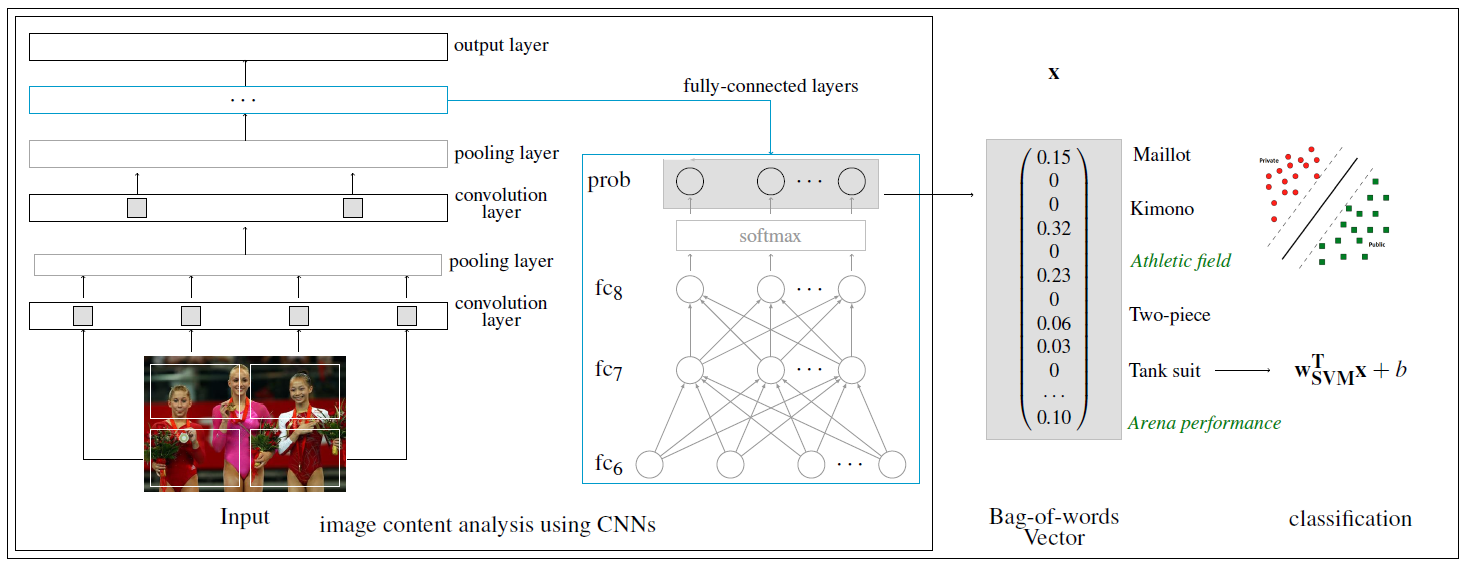 output layer
· · ·
fully-connected layers
pooling layer
convolution
layer
pooling layer
convolution
layer
Input
image content analysis using CNNs
prob
· · ·
softmax
fc8
· · ·
fc7
· · ·
fc6
· · ·
x
0.15
0
0
0.32
0
0.23
0
0.06
0.03
0
· · ·
0.10
Maillot
Kimono
Athletic field
Two-piece
Tank suit
Arena performance
Bag-of-words
Vector
Private
Public
w^T_SVM x + b
classification